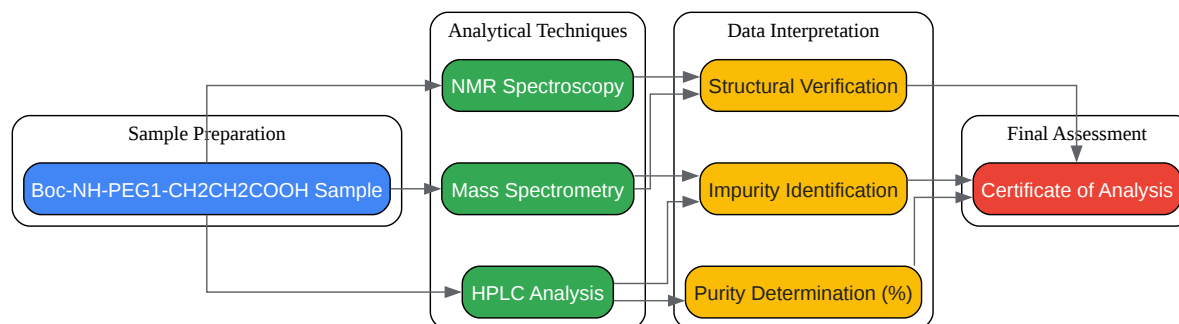 Sample Preparation
Boc-NH-PEG1-CH2CH2COOH Sample
Analytical Techniques
NMR Spectroscopy
Mass Spectrometry
HPLC Analysis
Data Interpretation
Structural Verification
Impurity Identification
Purity Determination (%)
Final Assessment
Certificate of Analysis